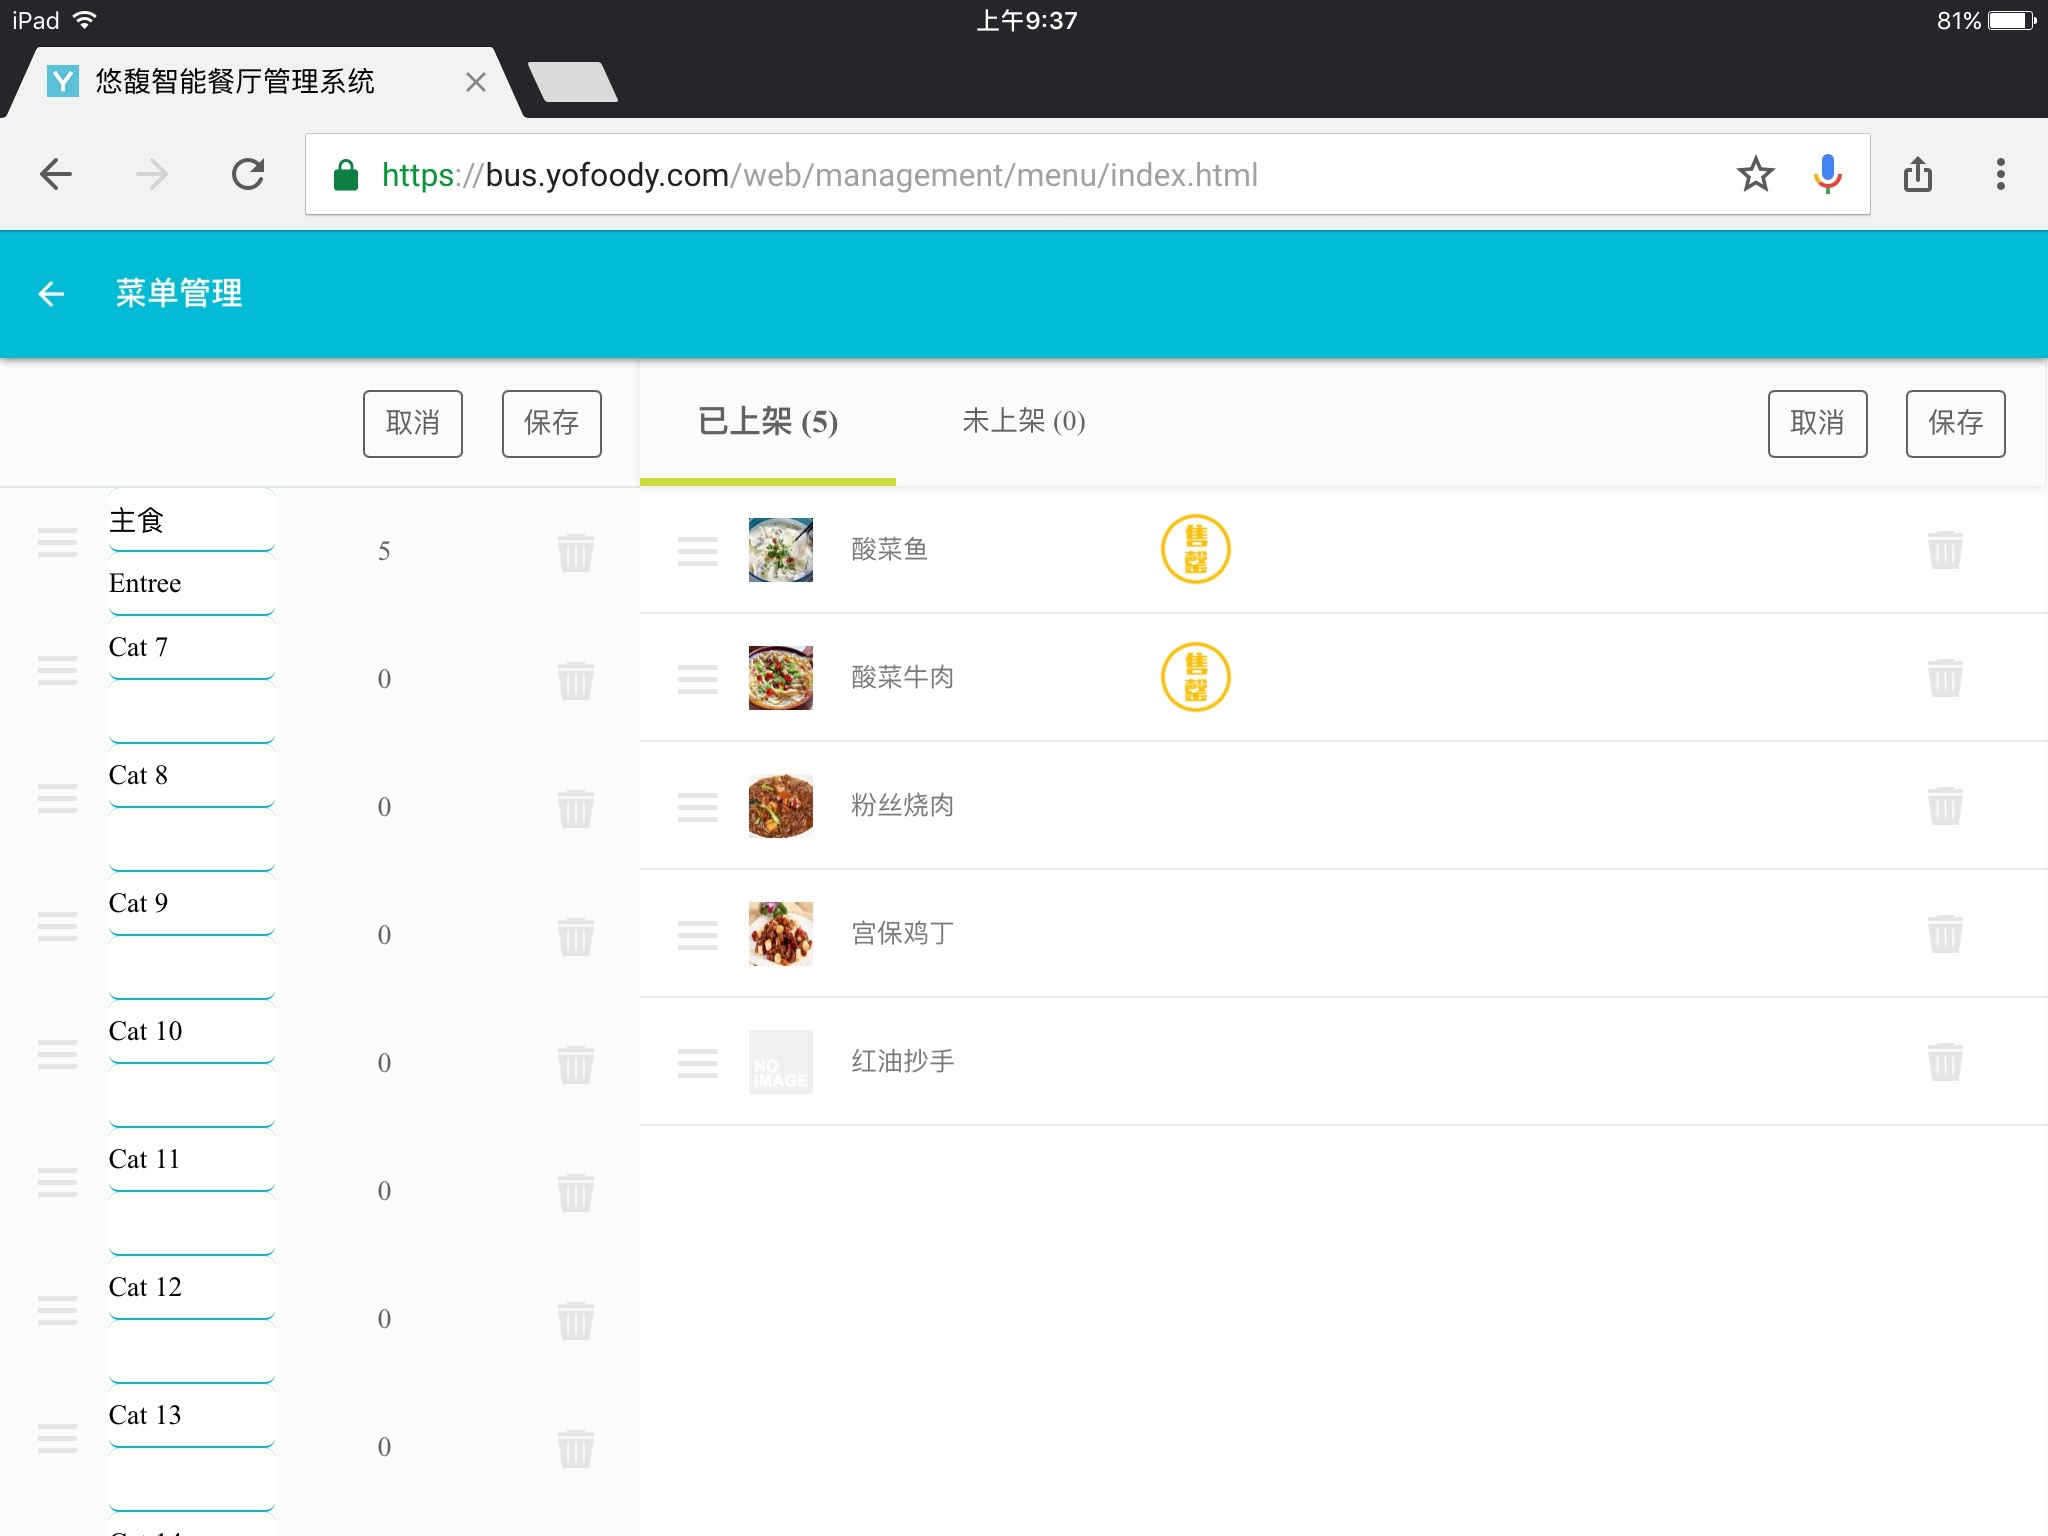 iPad
上午9:37
81%
悠馥智能餐厅管理系统
https://bus.yofoody.com/web/management/menu/index.html
菜单管理
取消
保存
已上架 (5)
未上架 (0)
取消
保存
主食
Entree
5
Cat 7
0
Cat 8
0
Cat 9
0
Cat 10
0
Cat 11
0
Cat 12
0
Cat 13
0
酸菜鱼
售罄
酸菜牛肉
售罄
粉丝烧肉
宫保鸡丁
NO
IMAGE
红油抄手